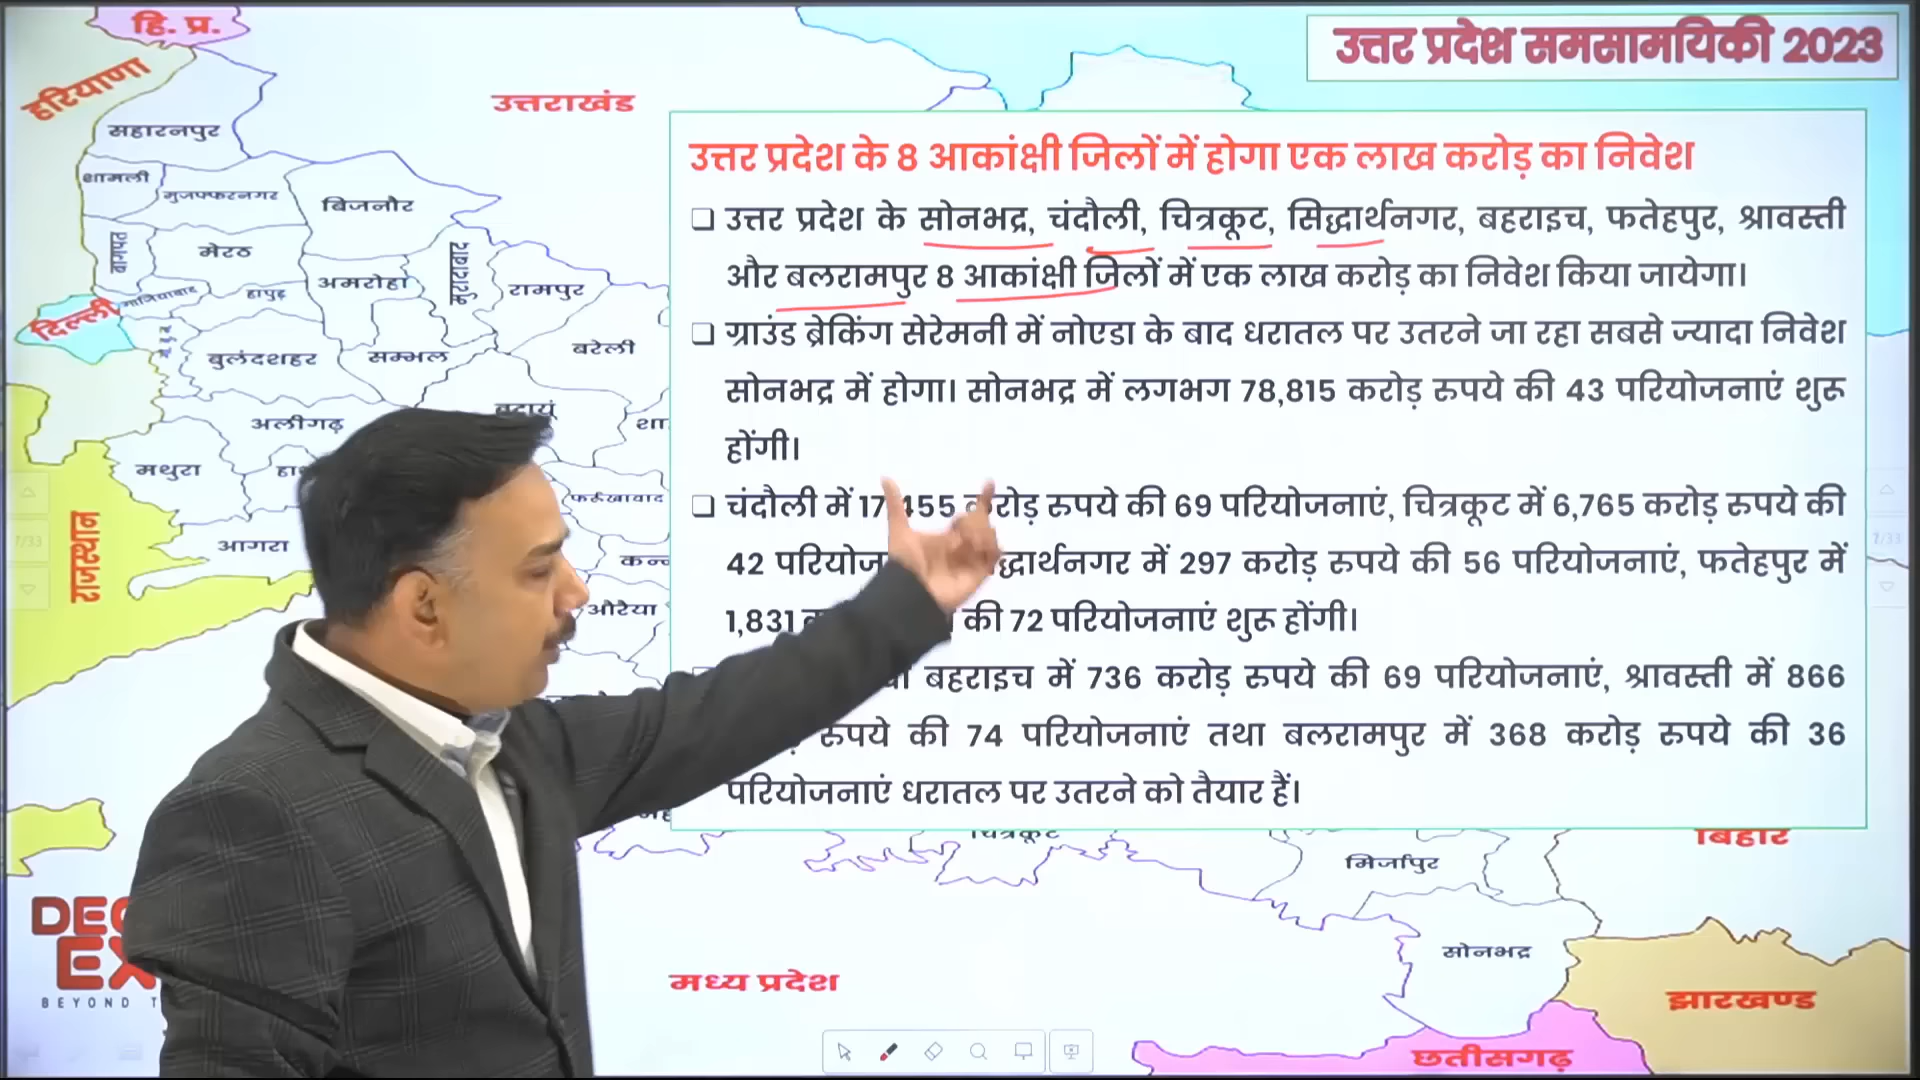 हि. प्र.
हरियाणा
उत्तर प्रदेश समसामयिकी 2023
उत्तराखंड
सहारनपुर
उत्तर प्रदेश के 8 आकांक्षी जिलों में होगा एक लाख करोड़ का निवेश
शामली
मुजफ्फरनगर
बिजनौर
उत्तर प्रदेश के सोनभद्र, चंदौली, चित्रकूट, सिद्धार्थनगर, बहराइच, फतेहपुर, श्रावस्ती
और बलरामपुर 8 आकांक्षी जिलों में एक लाख करोड़ का निवेश किया जायेगा।
बागपत
मेरठ
अमरोहा
मुरादाबाद
रामपुर
गाजियाबाद
हापुड़
दिल्ली
ग्राउंड ब्रेकिंग सेरेमनी में नोएडा के बाद धरातल पर उतरने जा रहा सबसे ज्यादा निवेश
सोनभद्र में होगा। सोनभद्र में लगभग 78,815 करोड़ रुपये की 43 परियोजनाएं शुरू
होंगी।
बुलंदशहर
सम्भल
बरेली
बदायूं
अलीगढ़
मथुरा
फर्रुखाबाद
चंदौली में 17,455 करोड़ रुपये की 69 परियोजनाएं, चित्रकूट में 6,765 करोड़ रुपये की
42 सिद्धार्थनगर में 297 करोड़ रुपये की 56 परियोजनाएं, फतेहपुर में
1,831 की 72 परियोजनाएं शुरू होंगी।
राजस्थान
आगरा
औरैया
बहराइच में 736 करोड़ रुपये की 69 परियोजनाएं, श्रावस्ती में 866
रुपये की 74 परियोजनाएं तथा बलरामपुर में 368 करोड़ रुपये की 36
परियोजनाएं धरातल पर उतरने को तैयार हैं।
चित्रकूट
बिहार
मिर्जापुर
सोनभद्र
मध्य प्रदेश
झारखण्ड
छत्तीसगढ़
BEYOND